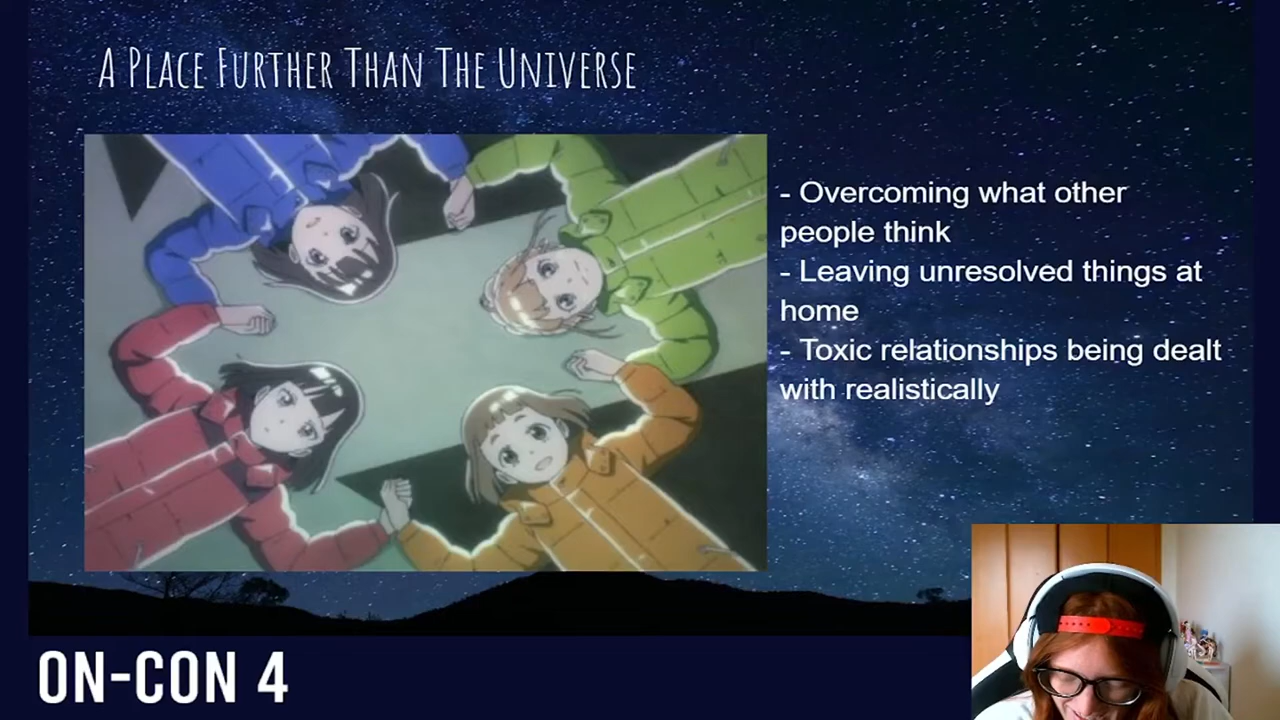 A PLACE FURTHER THAN THE UNIVERSE
- Overcoming what other
people think
- Leaving unresolved things at
home
- Toxic relationships being dealt
with realistically
ON-CON 4